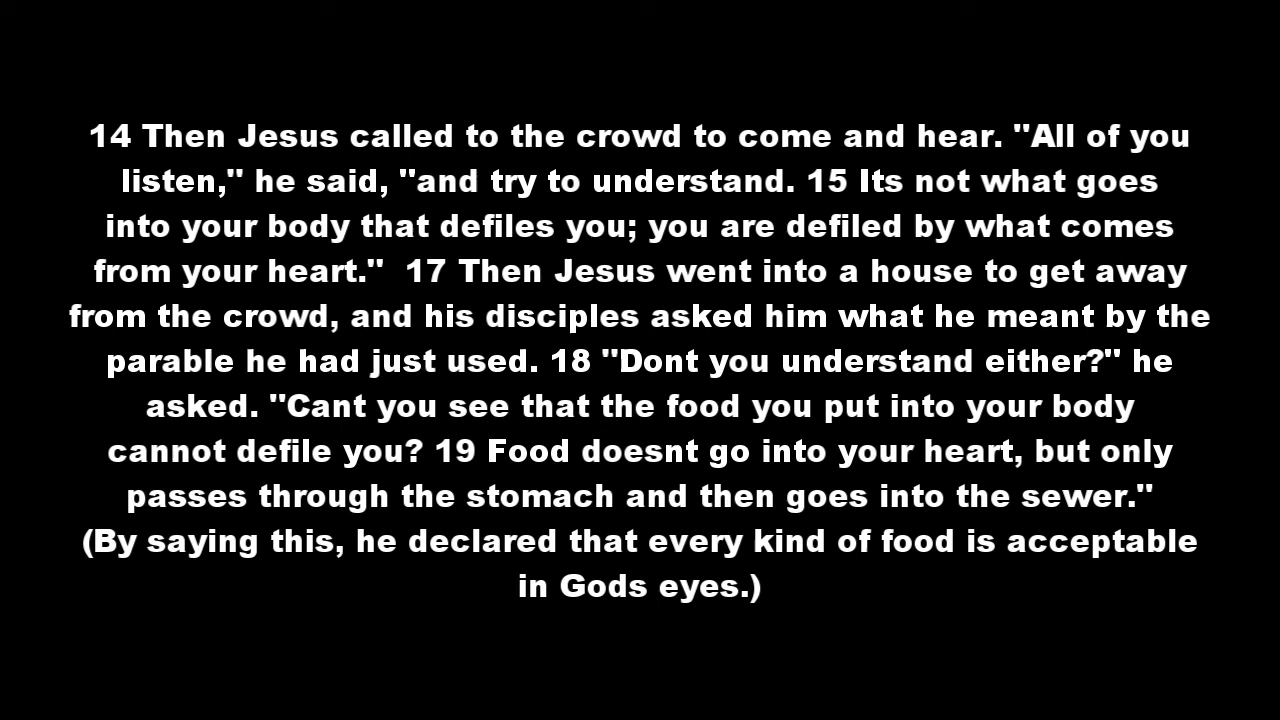 14 Then Jesus called to the crowd to come and hear. "All of you
listen," he said, "and try to understand. 15 Its not what goes
into your body that defiles you; you are defiled by what comes
from your heart."  17 Then Jesus went into a house to get away
from the crowd, and his disciples asked him what he meant by the
parable he had just used. 18 "Dont you understand either?" he
asked. "Cant you see that the food you put into your body
cannot defile you? 19 Food doesnt go into your heart, but only
passes through the stomach and then goes into the sewer."
(By saying this, he declared that every kind of food is acceptable
in Gods eyes.)